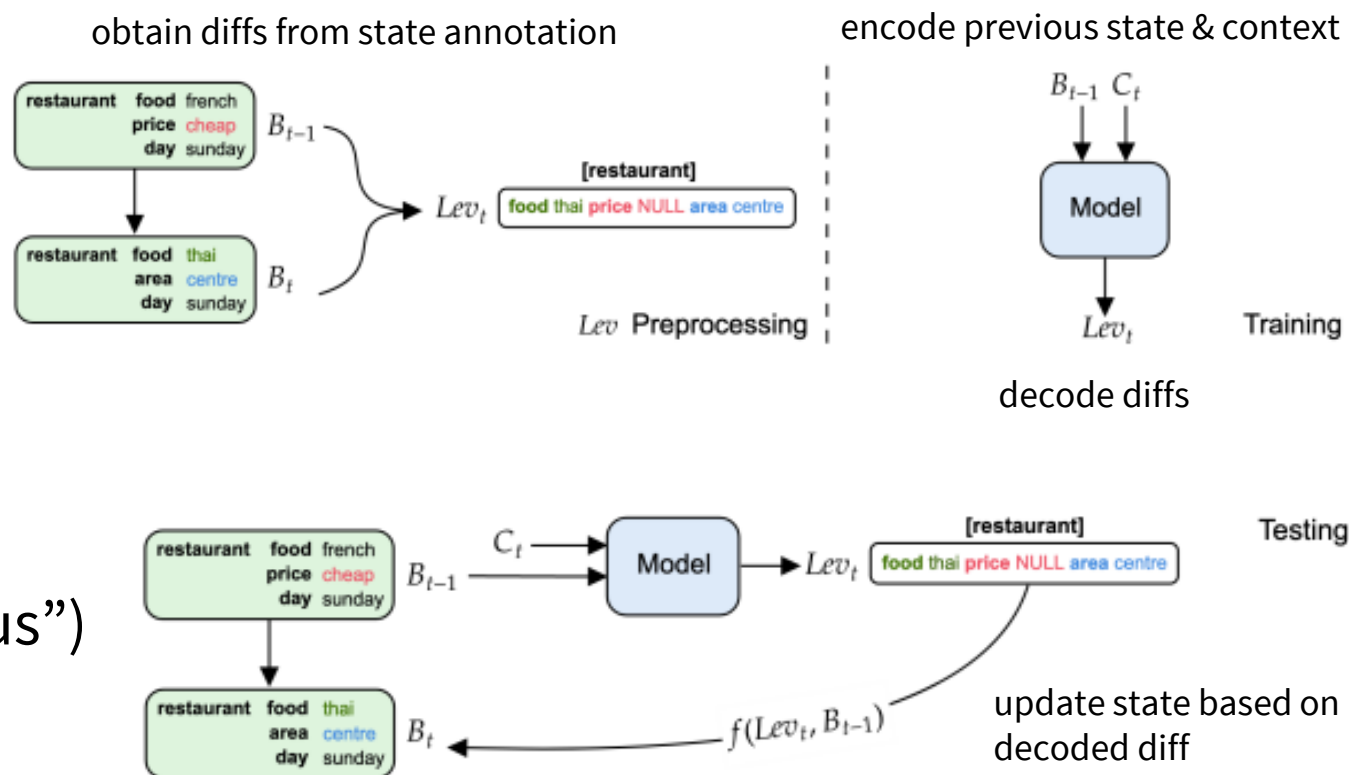 obtain diffs from state annotation
encode previous state & context
restaurant food french
price cheap
day sunday
B_{t−1}
restaurant food thai
area centre
day sunday
B_t
Lev_t
[restaurant]
food thai price NULL area centre
Lev Preprocessing
B_{t−1} C_t
Model
Lev_t
Training
decode diffs
us”)
restaurant food french
price cheap
day sunday
C_t
B_{t−1}
Model
Lev_t
[restaurant]
food thai price NULL area centre
Testing
restaurant food thai
area centre
day sunday
B_t
f(Lev_t, B_{t−1})
update state based on
decoded diff